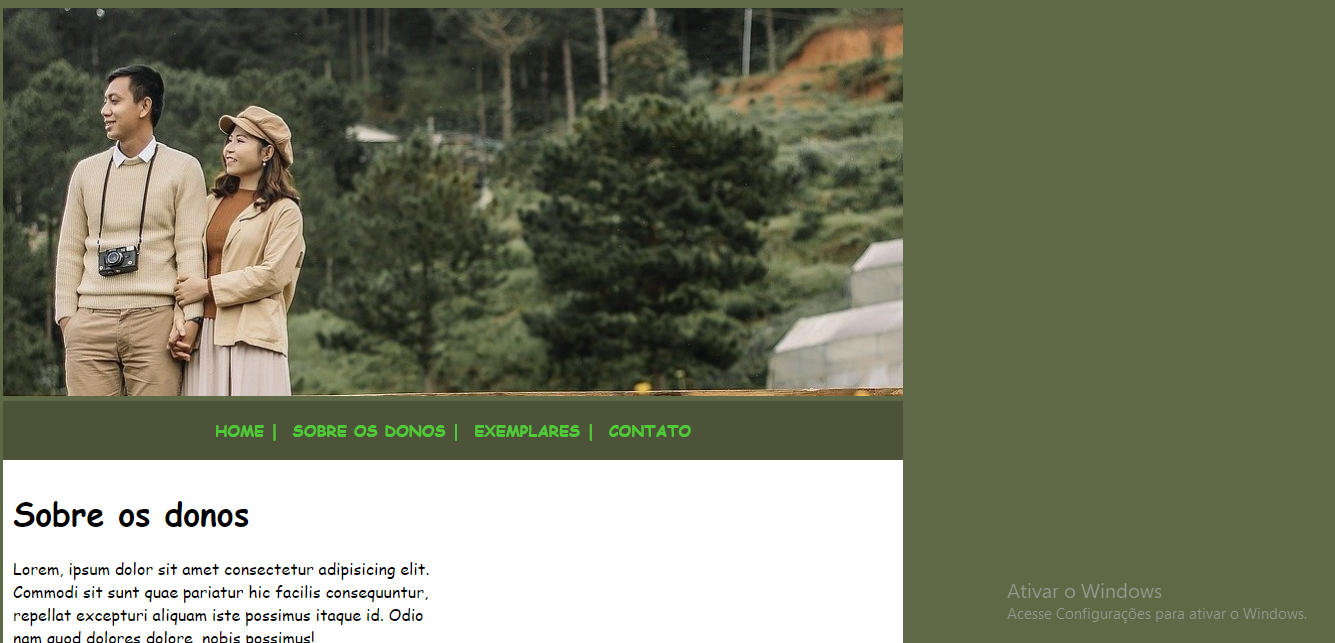 HOME | SOBRE OS DONOS | EXEMPLARES | CONTATO
Sobre os donos
Lorem, ipsum dolor sit amet consectetur adipisicing elit.
Commodi sit sunt quae pariatur hic facilis consequuntur,
repellat excepturi aliquam iste possimus itaque id. Odio
nam quod dolores dolore, nobis possimus!
Ativar o Windows
Acesse Configurações para ativar o Windows.